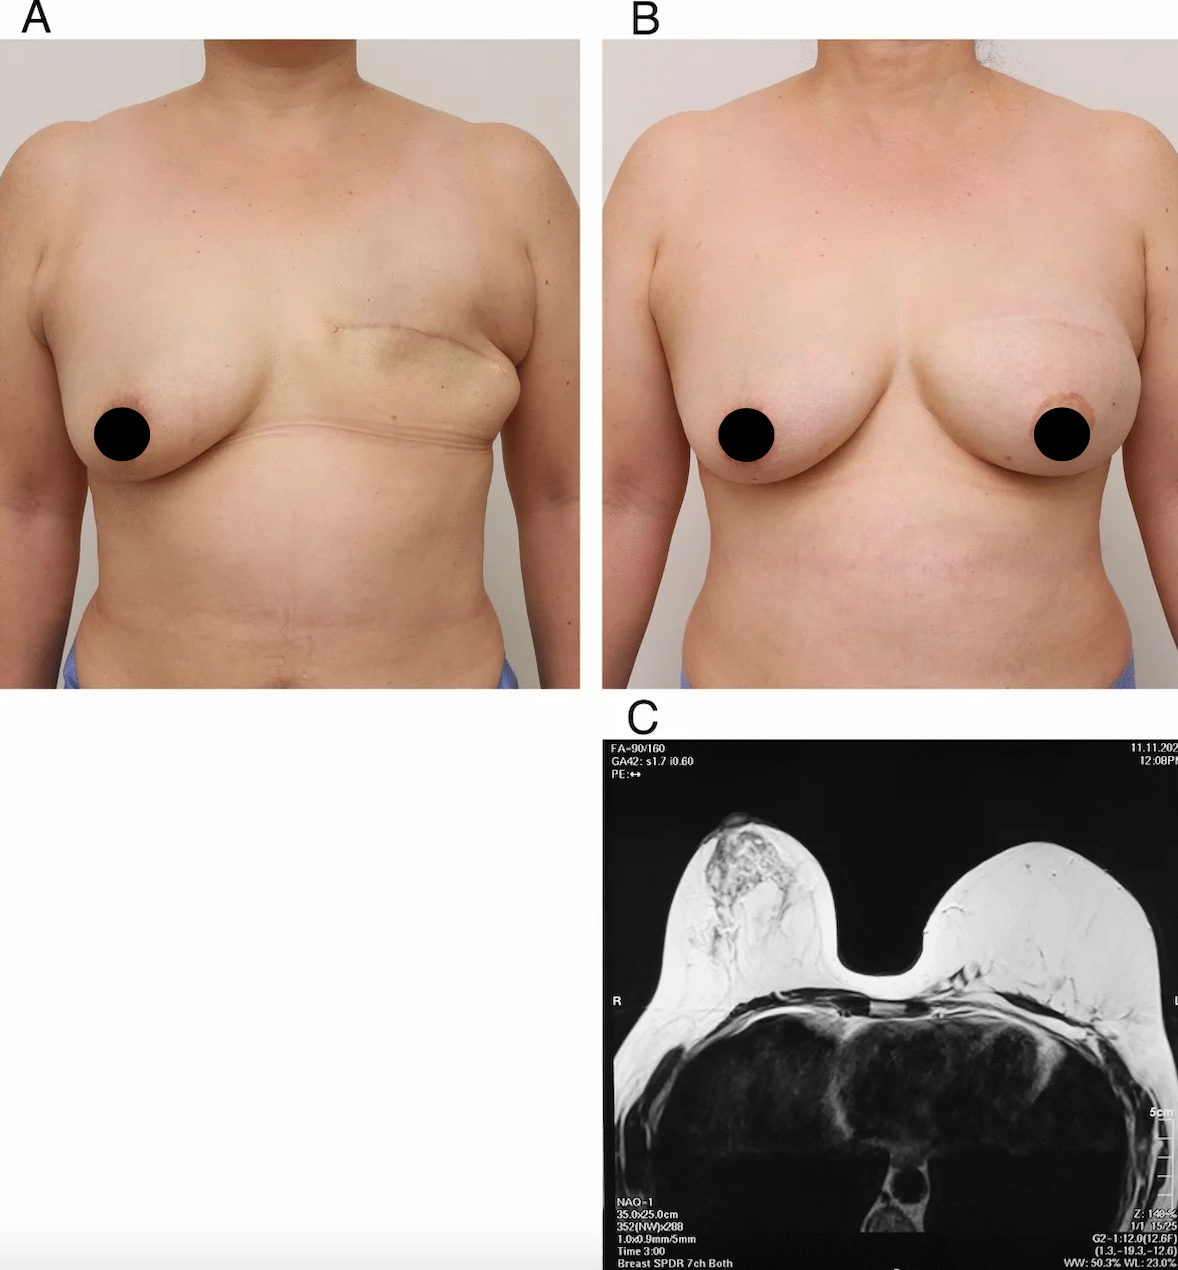 A
B
C
FA=90/160
GA42: s1.7 i0.60
PE:↔
11.11.202
12:08PM
R
L
5cm
NAQ=1
35.0x25.0cm
352(NW)x288
1.0x0.9mm/5mm
Time 3:00
Breast SPDR 7ch Both
Z: 148%
1/1 15/25
G2-1:12.0(12.6F)
(1.3,-19.3,-12.6)
WW: 50.3% WL: 23.0%